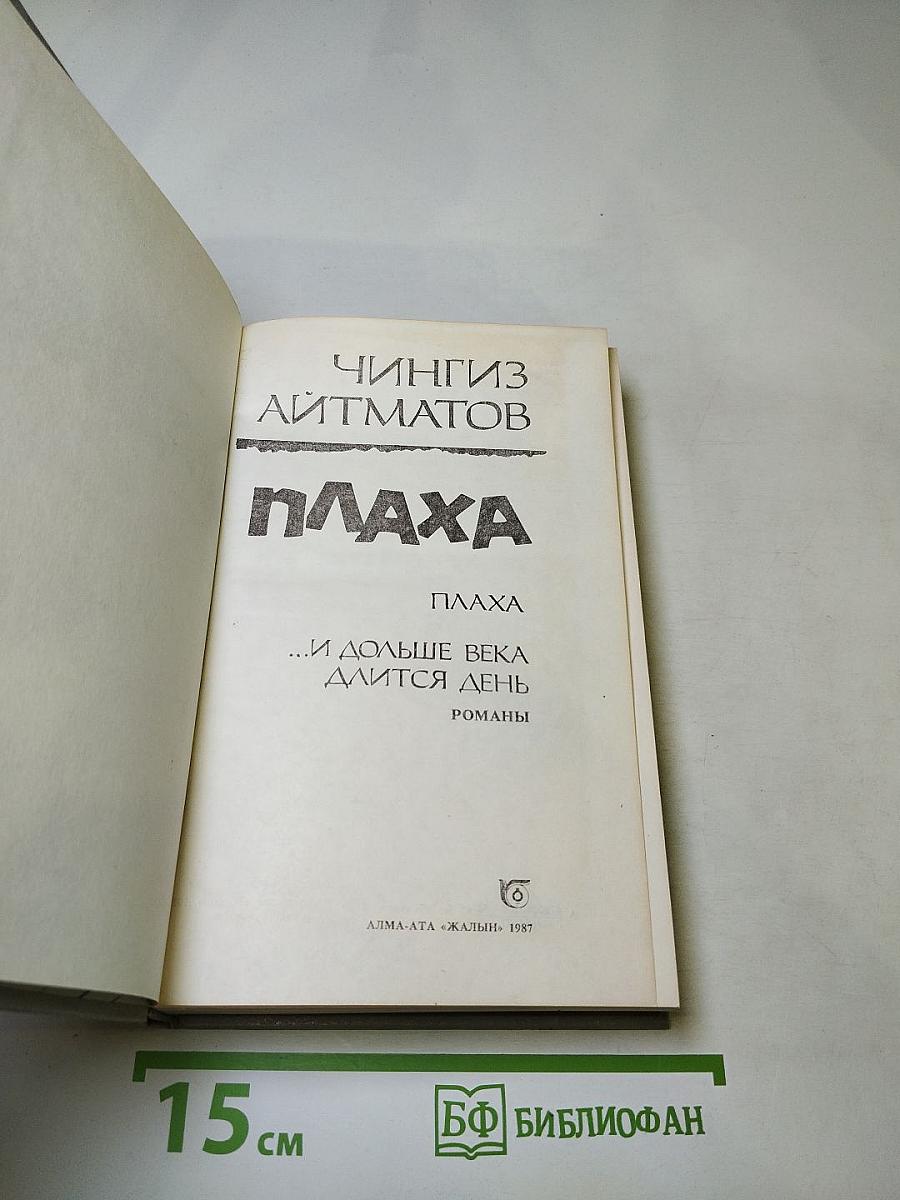 ЧИНГИЗ
АЙТМАТОВ
ПЛАХА
ПЛАХА
...И ДОЛЬШЕ ВЕКА
ДЛИТСЯ ДЕНЬ
РОМАНЫ
АЛМА-АТА «ЖАЛЫН» 1987
15 см
БФ БИБЛИОФАН